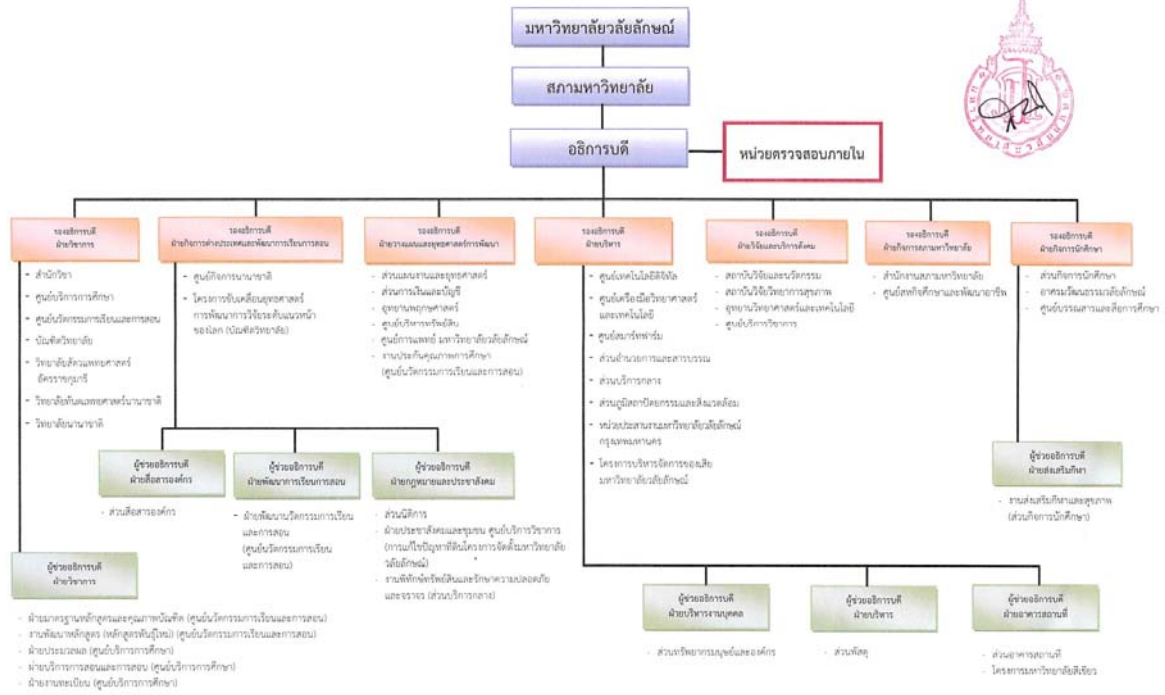 มหาวิทยาลัยวลัยลักษณ์
สภามหาวิทยาลัย
อธิการบดี
หน่วยตรวจสอบภายใน
รองอธิการบดี
ฝ่ายวิชาการ
- สำนักวิชา
- ศูนย์บริการการศึกษา
- ศูนย์นวัตกรรมการเรียนและการสอน
- บัณฑิตวิทยาลัย
- วิทยาลัยสัตวแพทยศาสตร์
อัครราชกุมารี
- วิทยาลัยทันตแพทยศาสตร์นานาชาติ
- วิทยาลัยนานาชาติ
รองอธิการบดี
ฝ่ายกิจการต่างประเทศและพัฒนาการเรียนการสอน
- ศูนย์กิจการนานาชาติ
- โครงการขับเคลื่อนยุทธศาสตร์
การพัฒนาการวิจัยระดับแนวหน้า
ของโลก (บัณฑิตวิทยาลัย)
รองอธิการบดี
ฝ่ายวางแผนและยุทธศาสตร์การพัฒนา
- ส่วนแผนงานและยุทธศาสตร์
- ส่วนการเงินและบัญชี
- อุทยานพฤกษศาสตร์
- ศูนย์บริหารทรัพย์สิน
- ศูนย์การแพทย์ มหาวิทยาลัยวลัยลักษณ์
- งานประกันคุณภาพการศึกษา
(ศูนย์นวัตกรรมการเรียนและการสอน)
รองอธิการบดี
ฝ่ายบริหาร
- ศูนย์เทคโนโลยีดิจิทัล
- ศูนย์เครื่องมือวิทยาศาสตร์
และเทคโนโลยี
- ศูนย์สมาร์ทฟาร์ม
- ส่วนอำนวยการและสารบรรณ
- ส่วนบริการกลาง
- ส่วนภูมิสถาปัตยกรรมและสิ่งแวดล้อม
- หน่วยประสานงานมหาวิทยาลัยวลัยลักษณ์
กรุงเทพมหานคร
- โครงการบริหารจัดการของเสีย
มหาวิทยาลัยวลัยลักษณ์
รองอธิการบดี
ฝ่ายวิจัยและบริการสังคม
- สถาบันวิจัยและนวัตกรรม
- สถาบันวิจัยวิทยาการสุขภาพ
- อุทยานวิทยาศาสตร์และเทคโนโลยี
- ศูนย์บริการวิชาการ
รองอธิการบดี
ฝ่ายกิจการสภามหาวิทยาลัย
- สำนักงานสภามหาวิทยาลัย
- ศูนย์สหกิจศึกษาและพัฒนาอาชีพ
รองอธิการบดี
ฝ่ายกิจการนักศึกษา
- ส่วนกิจการนักศึกษา
- อาศรมวัฒนธรรมวลัยลักษณ์
- ศูนย์บรรณสารและสื่อการศึกษา
ผู้ช่วยอธิการบดี
ฝ่ายสื่อสารองค์กร
- ส่วนสื่อสารองค์กร
ผู้ช่วยอธิการบดี
ฝ่ายพัฒนาการเรียนการสอน
- ฝ่ายพัฒนานวัตกรรมการเรียน
และการสอน
(ศูนย์นวัตกรรมการเรียน
และการสอน)
ผู้ช่วยอธิการบดี
ฝ่ายกฎหมายและประชาสังคม
- ส่วนนิติการ
- ฝ่ายประชาสังคมและชุมชน ศูนย์บริการวิชาการ
(การแก้ไขปัญหาที่ดินโครงการจัดตั้งมหาวิทยาลัย
วลัยลักษณ์)
- งานพิทักษ์ทรัพย์สินและรักษาความปลอดภัย
และจราจร (ส่วนบริการกลาง)
ผู้ช่วยอธิการบดี
ฝ่ายส่งเสริมกีฬา
- งานส่งเสริมกีฬาและสุขภาพ
(ส่วนกิจการนักศึกษา)
ผู้ช่วยอธิการบดี
ฝ่ายวิชาการ
- ฝ่ายมาตรฐานหลักสูตรและคุณภาพบัณฑิต (ศูนย์นวัตกรรมการเรียนและการสอน)
- งานพัฒนาหลักสูตร (หลักสูตรพันธุ์ใหม่) (ศูนย์นวัตกรรมการเรียนและการสอน)
- ฝ่ายประมวลผล (ศูนย์บริการการศึกษา)
- ฝ่ายบริการการสอนและการสอบ (ศูนย์บริการการศึกษา)
- ฝ่ายงานทะเบียน (ศูนย์บริการการศึกษา)
ผู้ช่วยอธิการบดี
ฝ่ายบริหารงานบุคคล
- ส่วนทรัพยากรมนุษย์และองค์กร
ผู้ช่วยอธิการบดี
ฝ่ายบริหาร
- ส่วนพัสดุ
ผู้ช่วยอธิการบดี
ฝ่ายอาคารสถานที่
- ส่วนอาคารสถานที่
- โครงการมหาวิทยาลัยสีเขียว